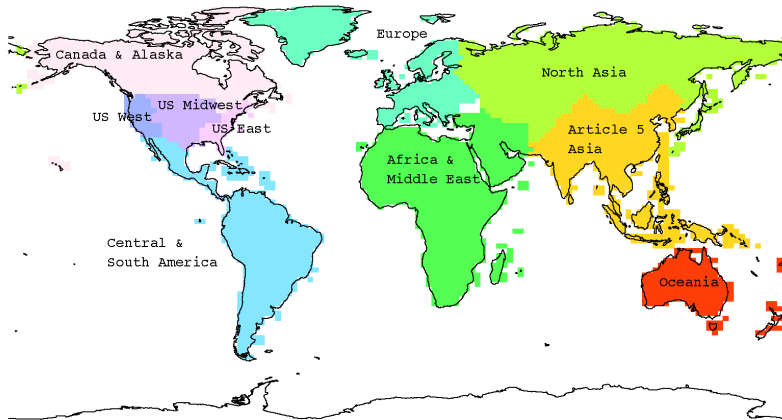 Europe
Canada & Alaska
North Asia
US Midwest
US West
US East
Article 5
Asia
Africa &
Middle East
Central &
South America
Oceania